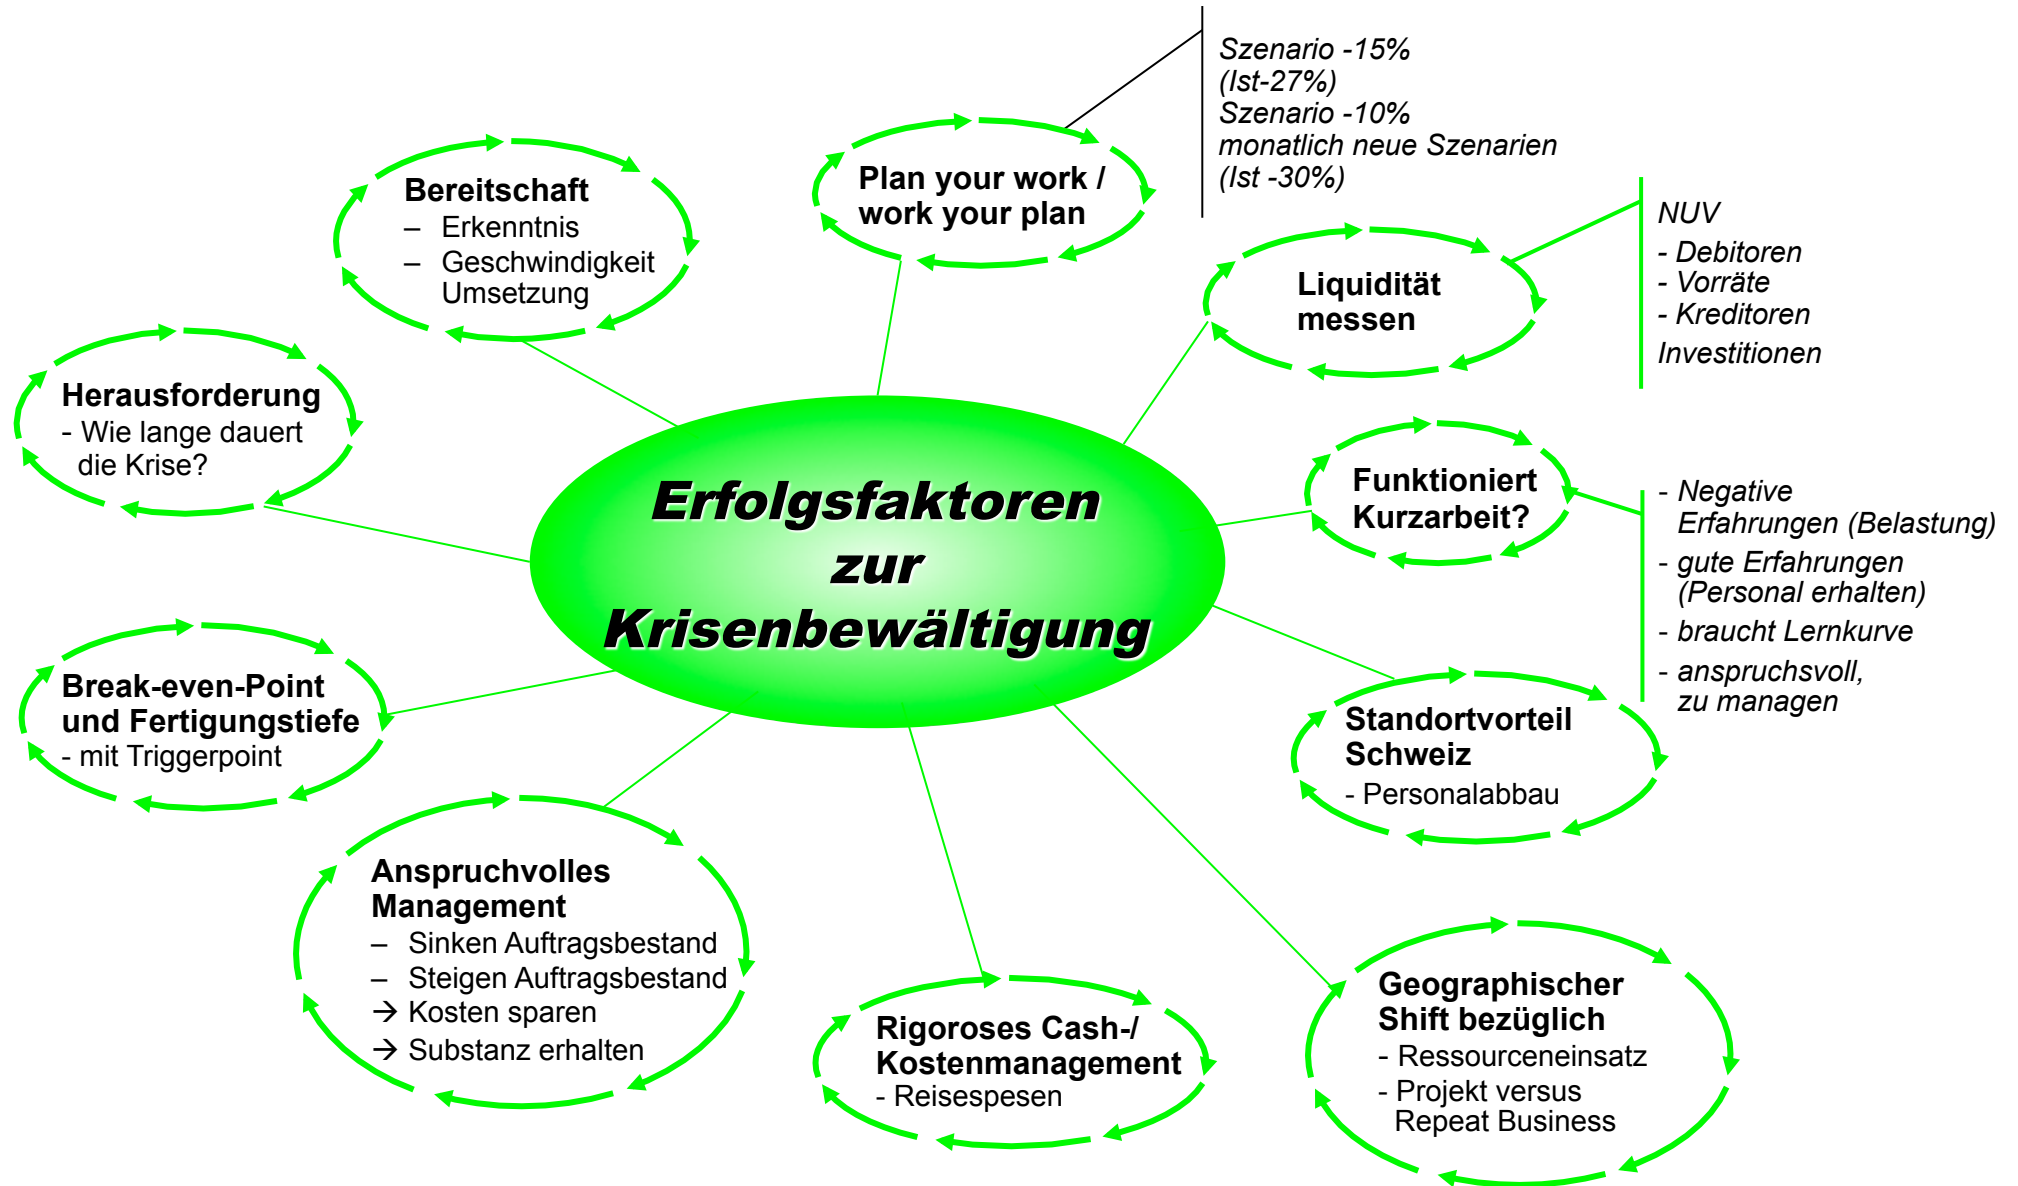 Szenario -15%
(Ist-27%)
Szenario -10%
monatlich neue Szenarien
(Ist -30%)
Plan your work /
work your plan
Bereitschaft
– Erkenntnis
– Geschwindigkeit
Umsetzung
NUV
- Debitoren
- Vorräte
- Kreditoren
Investitionen
Liquidität
messen
Herausforderung
- Wie lange dauert
die Krise?
Erfolgsfaktoren
zur
Krisenbewältigung
Funktioniert
Kurzarbeit?
- Negative
Erfahrungen (Belastung)
- gute Erfahrungen
(Personal erhalten)
- braucht Lernkurve
- anspruchsvoll,
zu managen
Break-even-Point
und Fertigungstiefe
- mit Triggerpoint
Standortvorteil
Schweiz
- Personalabbau
Anspruchvolles
Management
– Sinken Auftragsbestand
– Steigen Auftragsbestand
→ Kosten sparen
→ Substanz erhalten
Rigoroses Cash-/
Kostenmanagement
- Reisespesen
Geographischer
Shift bezüglich
- Ressourceneinsatz
- Projekt versus
Repeat Business